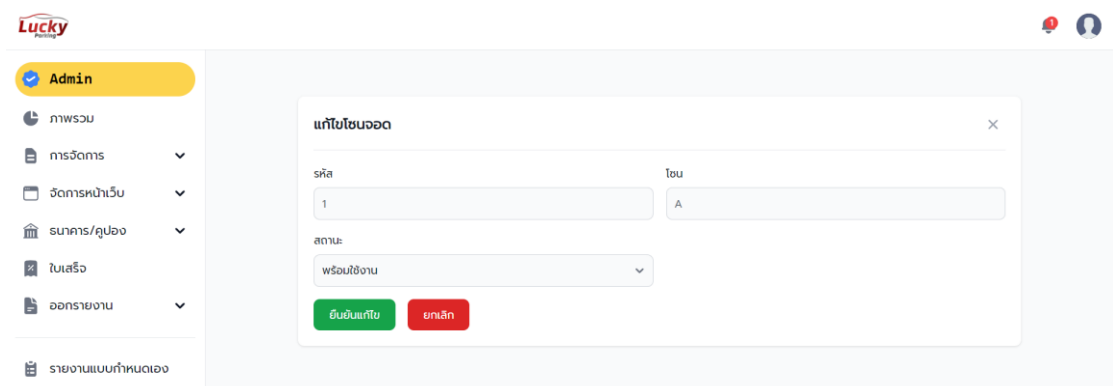 Lucky
Parking
1
Admin
ภาพรวม
การจัดการ
จัดการหน้าเว็บ
ธนาคาร/คูปอง
ใบเสร็จ
ออกรายงาน
รายงานแบบกำหนดเอง
แก้ไขโซนจอด
รหัส
โซน
1
A
สถานะ
พร้อมใช้งาน
ยืนยันแก้ไข
ยกเลิก